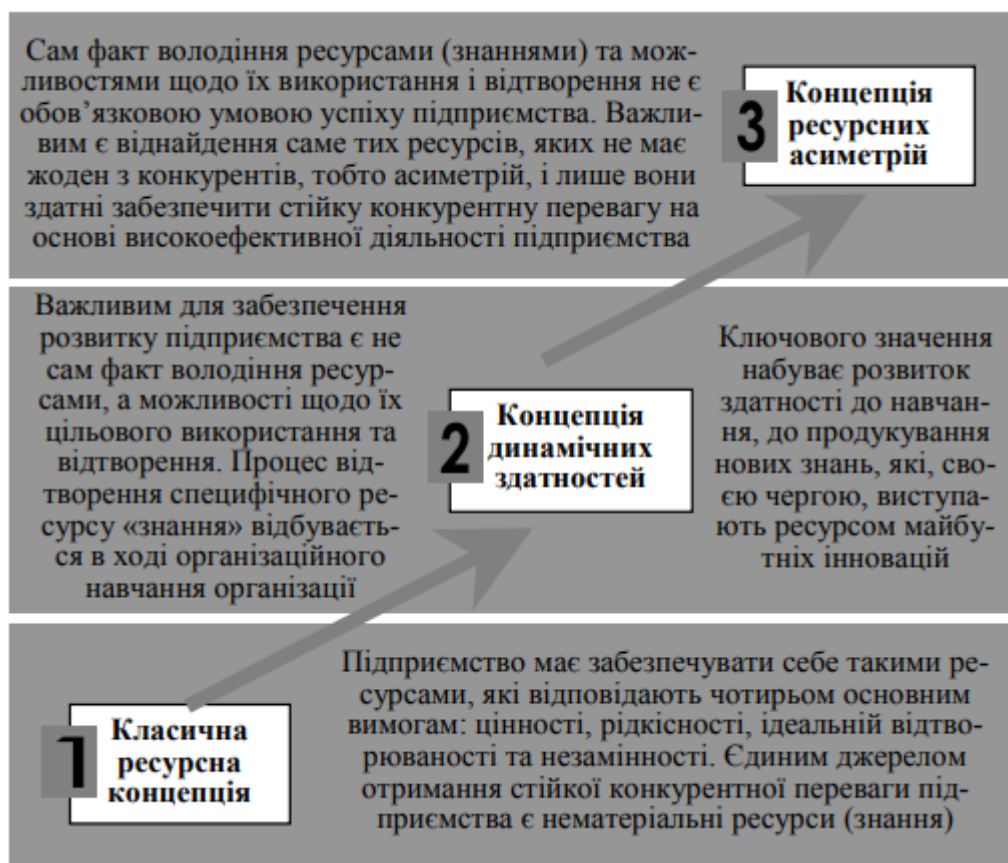 Сам факт володіння ресурсами (знаннями) та мож-
ливостями щодо їх використання і відтворення не є
обов’язковою умовою успіху підприємства. Важли-
вим є віднайдення саме тих ресурсів, яких не має
жоден з конкурентів, тобто асиметрій, і лише вони
здатні забезпечити стійку конкурентну перевагу на
основі високоефективної діяльності підприємства
3
Концепція
ресурсних
асиметрій
Важливим для забезпечення
розвитку підприємства є не
сам факт володіння ресур-
сами, а можливості щодо їх
цільового використання та
відтворення. Процес від-
творення специфічного ре-
сурсу «знання» відбуваєть-
ся в ході організаційного
навчання організації
2
Концепція
динамічних
здатностей
Ключового значення
набуває розвиток
здатності до навчан-
ня, до продукування
нових знань, які, сво-
єю чергою, виступа-
ють ресурсом майбу-
тніх інновацій
1
Класична
ресурсна
концепція
Підприємство має забезпечувати себе такими ре-
сурсами, які відповідають чотирьом основним
вимогам: цінності, рідкісності, ідеальній відтво-
рюваності та незамінності. Єдиним джерелом
отримання стійкої конкурентної переваги під-
приємства є нематеріальні ресурси (знання)